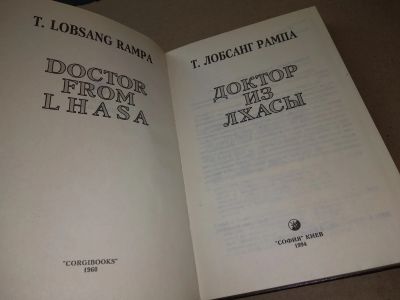 T. LOBSANG RAMPA
DOCTOR
FROM
LHASA
"CORGIBOOKS"
1960
Т. ЛОБСАНГ РАМПА
ДОКТОР
ИЗ
ЛХАСЫ
"СОФИЯ" КИЕВ
1994